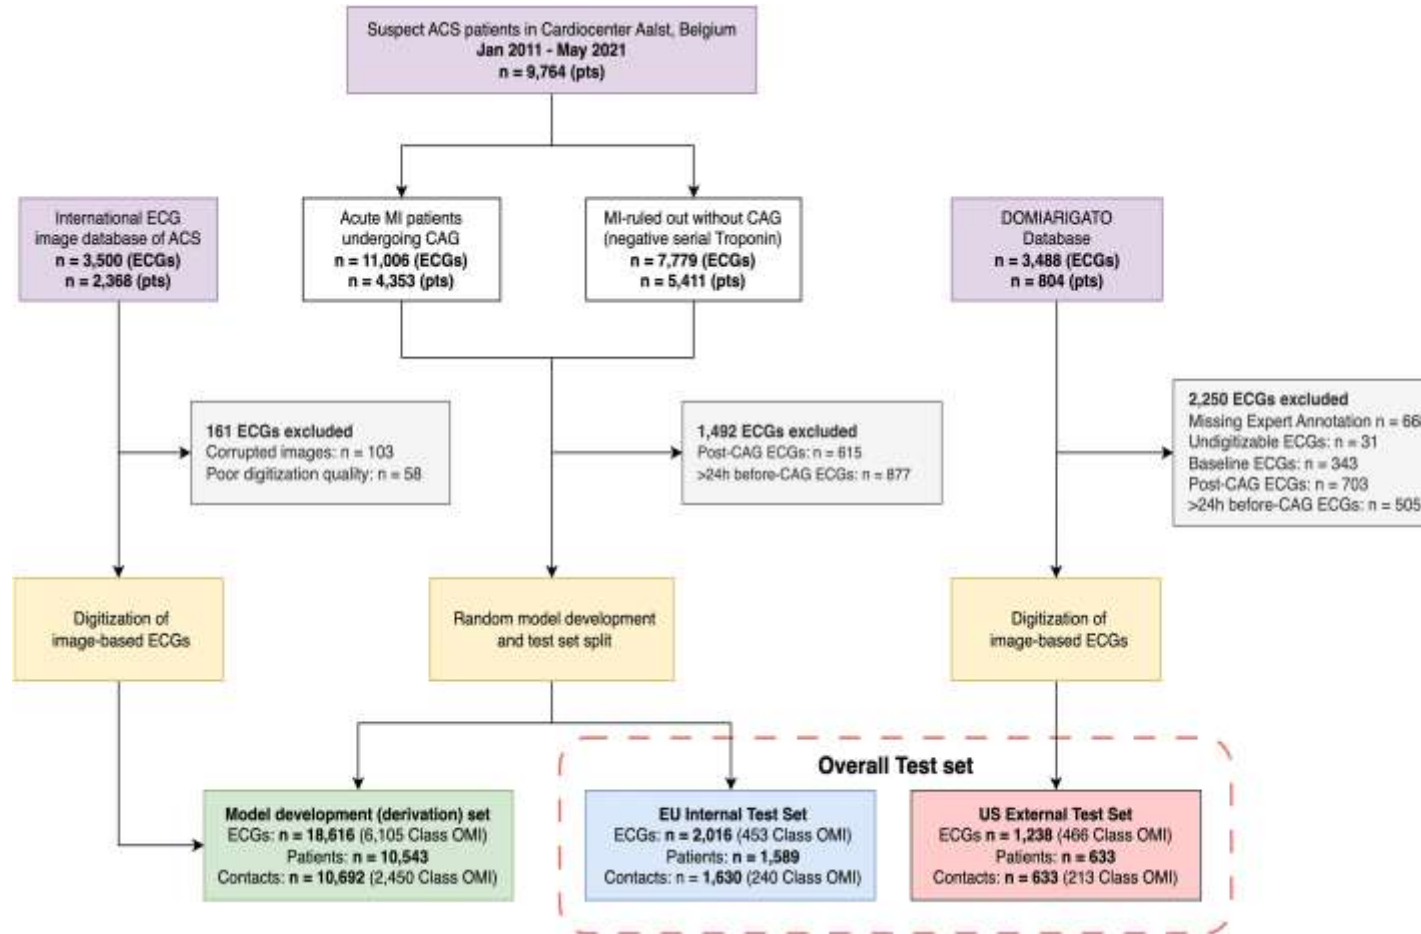 Suspect ACS patients in Cardiocenter Aalst, Belgium
Jan 2011 - May 2021
n = 9,764 (pts)
International ECG
image database of ACS
n = 3,500 (ECGs)
n = 2,368 (pts)
Acute MI patients
undergoing CAG
n = 11,006 (ECGs)
n = 4,353 (pts)
MI-ruled out without CAG
(negative serial Troponin)
n = 7,779 (ECGs)
n = 5,411 (pts)
DOMIARIGATO
Database
n = 3,488 (ECGs)
n = 804 (pts)
161 ECGs excluded
Corrupted images: n = 103
Poor digitization quality: n = 58
1,492 ECGs excluded
Post-CAG ECGs: n = 615
>24h before-CAG ECGs: n = 877
2,250 ECGs excluded
Missing Expert Annotation n = 66
Undigitizable ECGs: n = 31
Baseline ECGs: n = 343
Post-CAG ECGs: n = 703
>24h before-CAG ECGs: n = 505
Digitization of
image-based ECGs
Random model development
and test set split
Digitization of
image-based ECGs
Overall Test set
Model development (derivation) set
ECGs: n = 18,616 (6,105 Class OMI)
Patients: n = 10,543
Contacts: n = 10,692 (2,450 Class OMI)
EU Internal Test Set
ECGs: n = 2,016 (453 Class OMI)
Patients: n = 1,589
Contacts: n = 1,630 (240 Class OMI)
US External Test Set
ECGs n = 1,238 (466 Class OMI)
Patients: n = 633
Contacts: n = 633 (213 Class OMI)